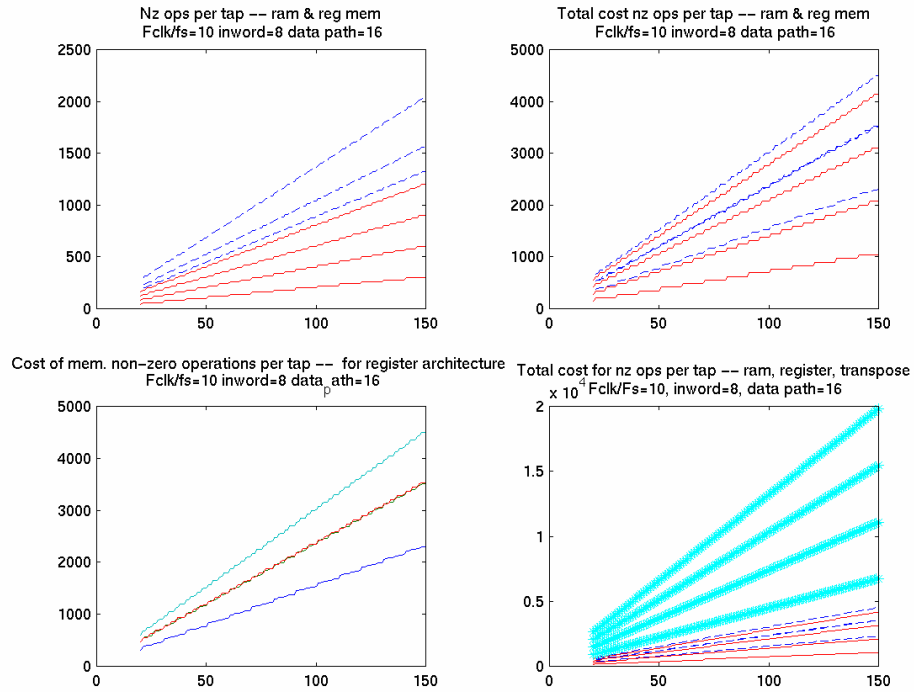 Nz ops per tap -- ram & reg mem
Fclk/fs=10 inword=8 data path=16
2500
2000
1500
1000
500
0
0 50 100 150
Total cost nz ops per tap -- ram & reg mem
Fclk/fs=10 inword=8 data path=16
5000
4000
3000
2000
1000
0
0 50 100 150
Cost of mem. non-zero operations per tap -- for register architecture
Fclk/fs=10 inword=8 data_path=16
5000
4000
3000
2000
1000
0
0 50 100 150
Total cost for nz ops per tap -- ram, register, transpose
x 10^4 Fclk/Fs=10, inword=8, data path=16
2
1.5
1
0.5
0
0 50 100 150